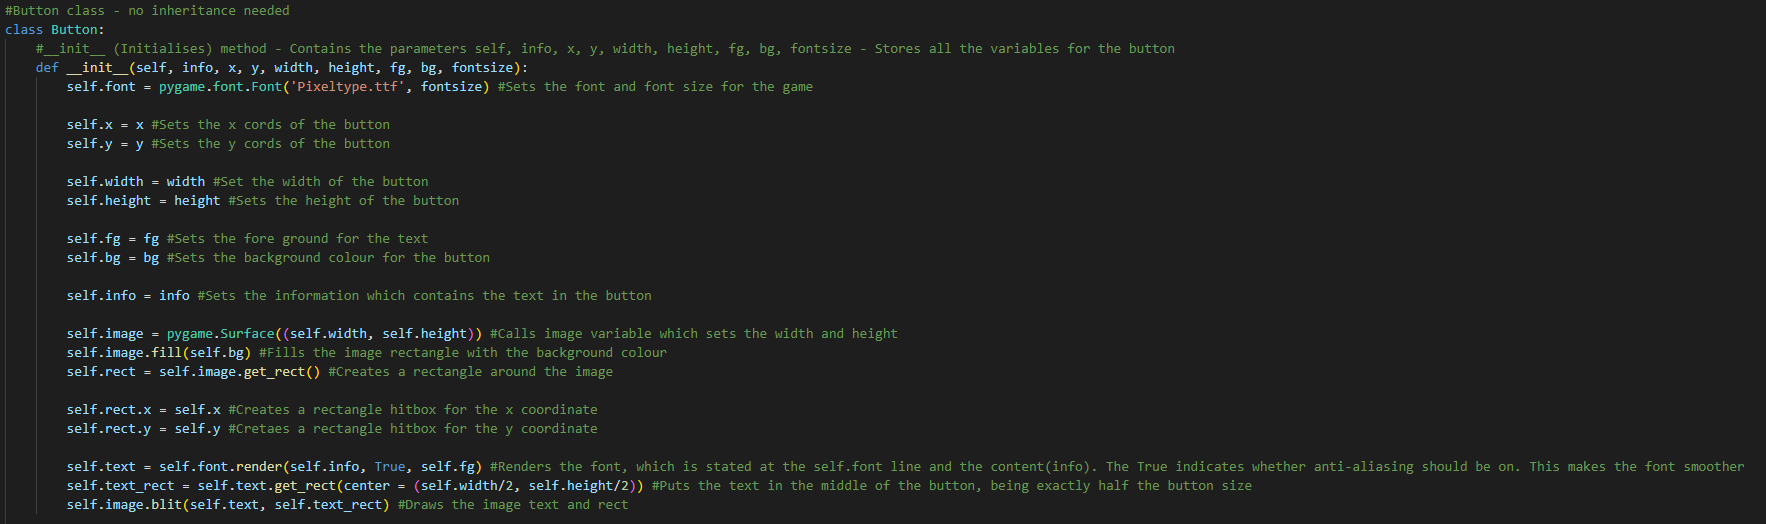 #Button class - no inheritance needed
class Button:
    #__init__ (Initialises) method - Contains the parameters self, info, x, y, width, height, fg, bg, fontsize - Stores all the variables for the button
    def __init__(self, info, x, y, width, height, fg, bg, fontsize):
        self.font = pygame.font.Font('Pixeltype.ttf', fontsize) #Sets the font and font size for the game

        self.x = x #Sets the x cords of the button
        self.y = y #Sets the y cords of the button

        self.width = width #Set the width of the button
        self.height = height #Sets the height of the button

        self.fg = fg #Sets the fore ground for the text
        self.bg = bg #Sets the background colour for the button

        self.info = info #Sets the information which contains the text in the button

        self.image = pygame.Surface((self.width, self.height)) #Calls image variable which sets the width and height
        self.image.fill(self.bg) #Fills the image rectangle with the background colour
        self.rect = self.image.get_rect() #Creates a rectangle around the image

        self.rect.x = self.x #Creates a rectangle hitbox for the x coordinate
        self.rect.y = self.y #Cretaes a rectangle hitbox for the y coordinate

        self.text = self.font.render(self.info, True, self.fg) #Renders the font, which is stated at the self.font line and the content(info). The True indicates whether anti-aliasing should be on. This makes the font smoother
        self.text_rect = self.text.get_rect(center = (self.width/2, self.height/2)) #Puts the text in the middle of the button, being exactly half the button size
        self.image.blit(self.text, self.text_rect) #Draws the image text and rect